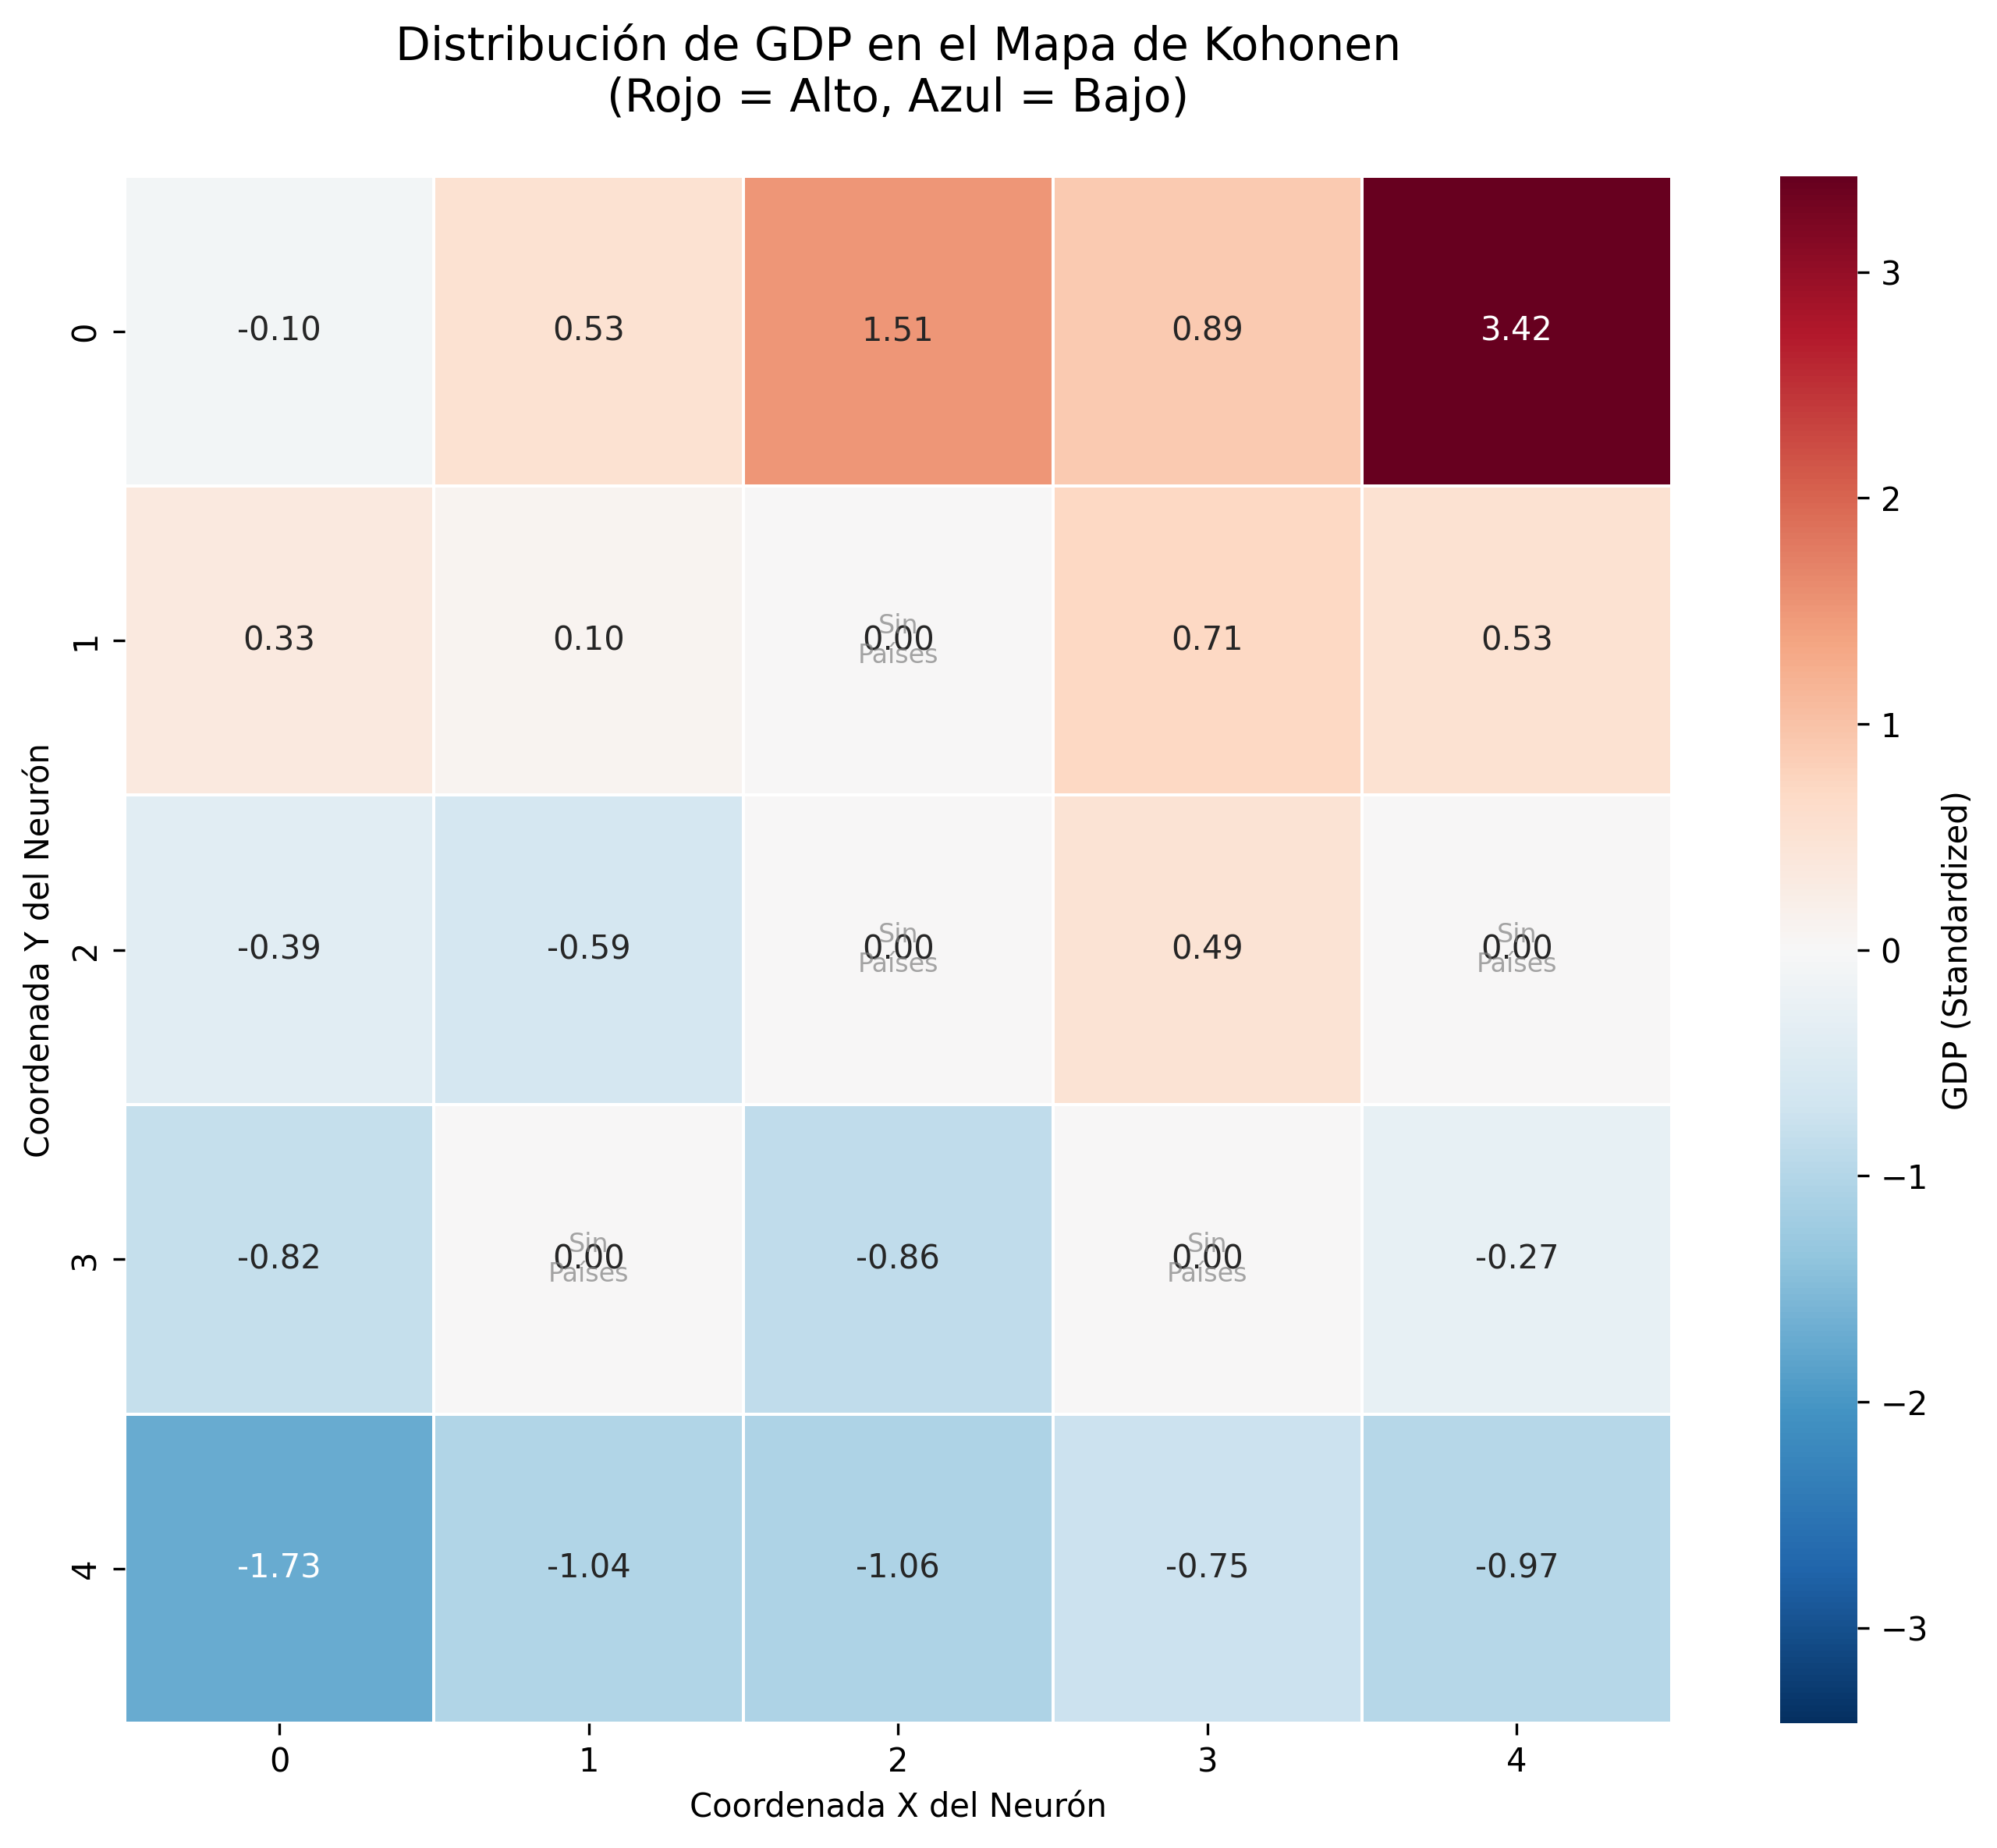 Distribución de GDP en el Mapa de Kohonen
(Rojo = Alto, Azul = Bajo)
0
-0.10
0.53
1.51
0.89
3.42
1
0.33
0.10
Sin
0.00
Países
0.71
0.53
2
-0.39
-0.59
Sin
0.00
Países
0.49
Sin
0.00
Países
3
-0.82
Sin
0.00
Países
-0.86
Sin
0.00
Países
-0.27
4
-1.73
-1.04
-1.06
-0.75
-0.97
0
1
2
3
4
Coordenada X del Neurón
Coordenada Y del Neurón
3
2
1
0
−1
−2
−3
GDP (Standardized)